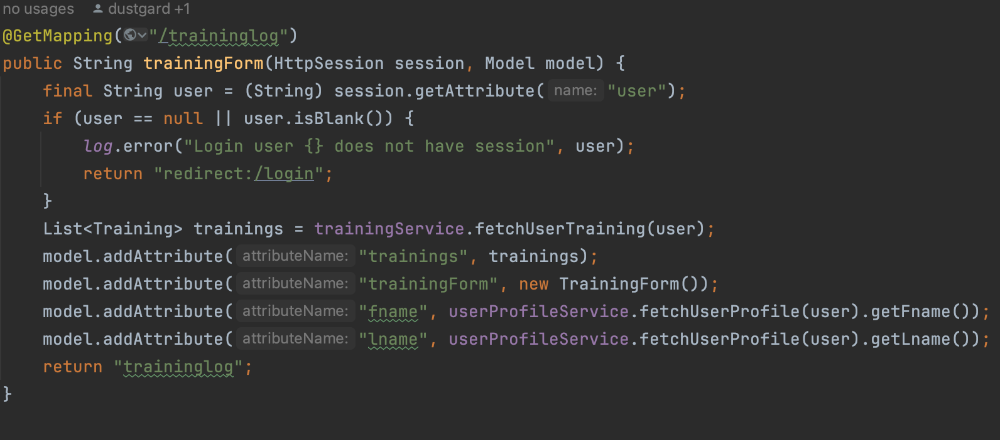 no usages dustgard +1
@GetMapping("/traininglog")
public String trainingForm(HttpSession session, Model model) {
final String user = (String) session.getAttribute( name: "user");
if (user == null || user.isBlank()) {
log.error("Login user {} does not have session", user);
return "redirect:/login";
}
List<Training> trainings = trainingService.fetchUserTraining(user);
model.addAttribute( attributeName: "trainings", trainings);
model.addAttribute( attributeName: "trainingForm", new TrainingForm());
model.addAttribute( attributeName: "fname", userProfileService.fetchUserProfile(user).getFname());
model.addAttribute( attributeName: "lname", userProfileService.fetchUserProfile(user).getLname());
return "traininglog";
}